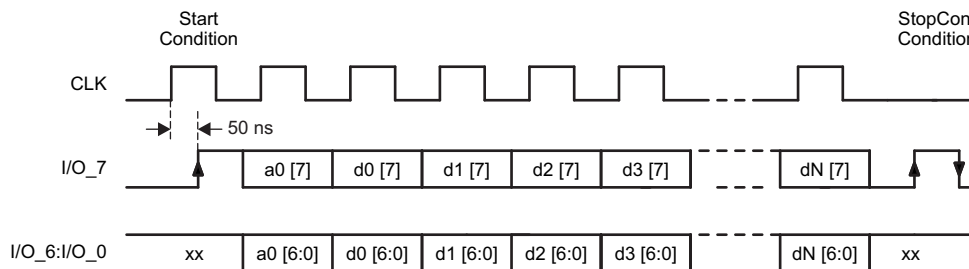 Start
Condition
StopCon
Condition
CLK
50 ns
I/O_7
a0 [7] d0 [7] d1 [7] d2 [7] d3 [7] dN [7]
I/O_6:I/O_0
xx a0 [6:0] d0 [6:0] d1 [6:0] d2 [6:0] d3 [6:0] dN [6:0] xx